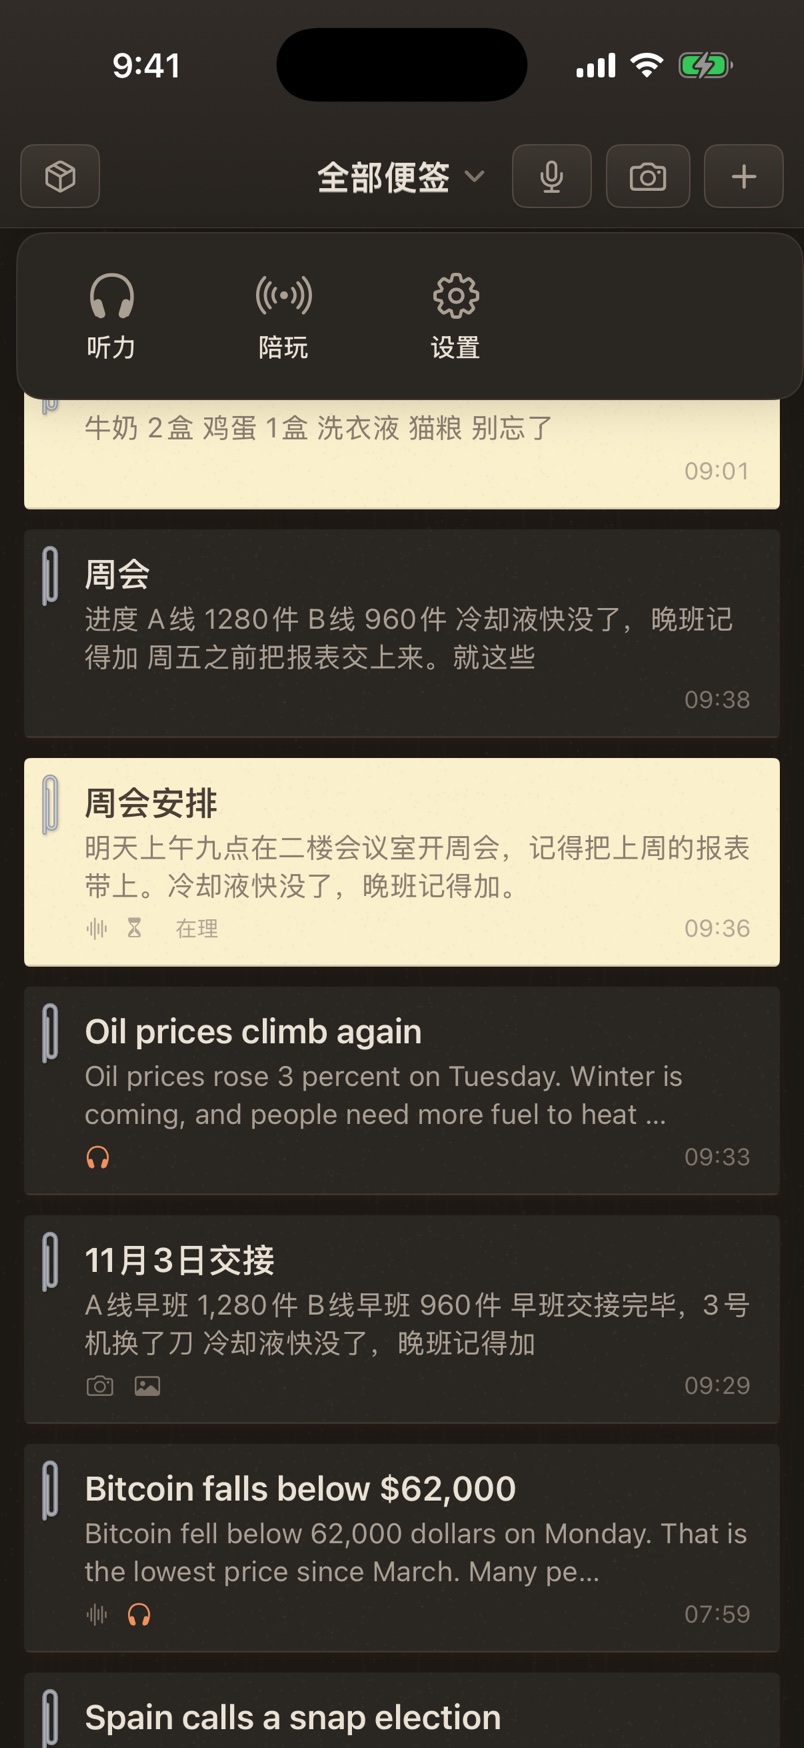 9:41
全部便签
听力
陪玩
设置
牛奶 2盒 鸡蛋 1盒 洗衣液 猫粮 别忘了
09:01
周会
进度 A线 1280件 B线 960件 冷却液快没了，晚班记
得加 周五之前把报表交上来。就这些
09:38
周会安排
明天上午九点在二楼会议室开周会，记得把上周的报表
带上。冷却液快没了，晚班记得加。
在理
09:36
Oil prices climb again
Oil prices rose 3 percent on Tuesday. Winter is
coming, and people need more fuel to heat ...
09:33
11月3日交接
A线早班 1,280件 B线早班 960件 早班交接完毕，3号
机换了刀 冷却液快没了，晚班记得加
09:29
Bitcoin falls below $62,000
Bitcoin fell below 62,000 dollars on Monday. That is
the lowest price since March. Many pe...
07:59
Spain calls a snap election